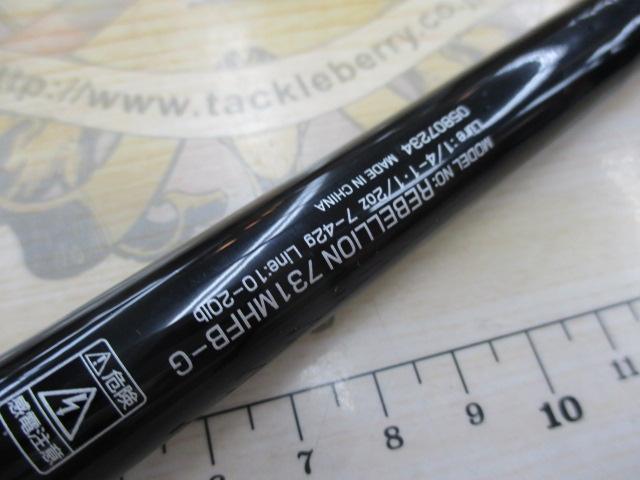 http://www.tackleberry.co.jp
MODEL NO:REBELLION 731MHFB-G
Lure:1/4-1・1/2oz 7-42g Line:10-20lb
05807234 MADE IN CHINA
危険
感電注意
7 8 9 10 11